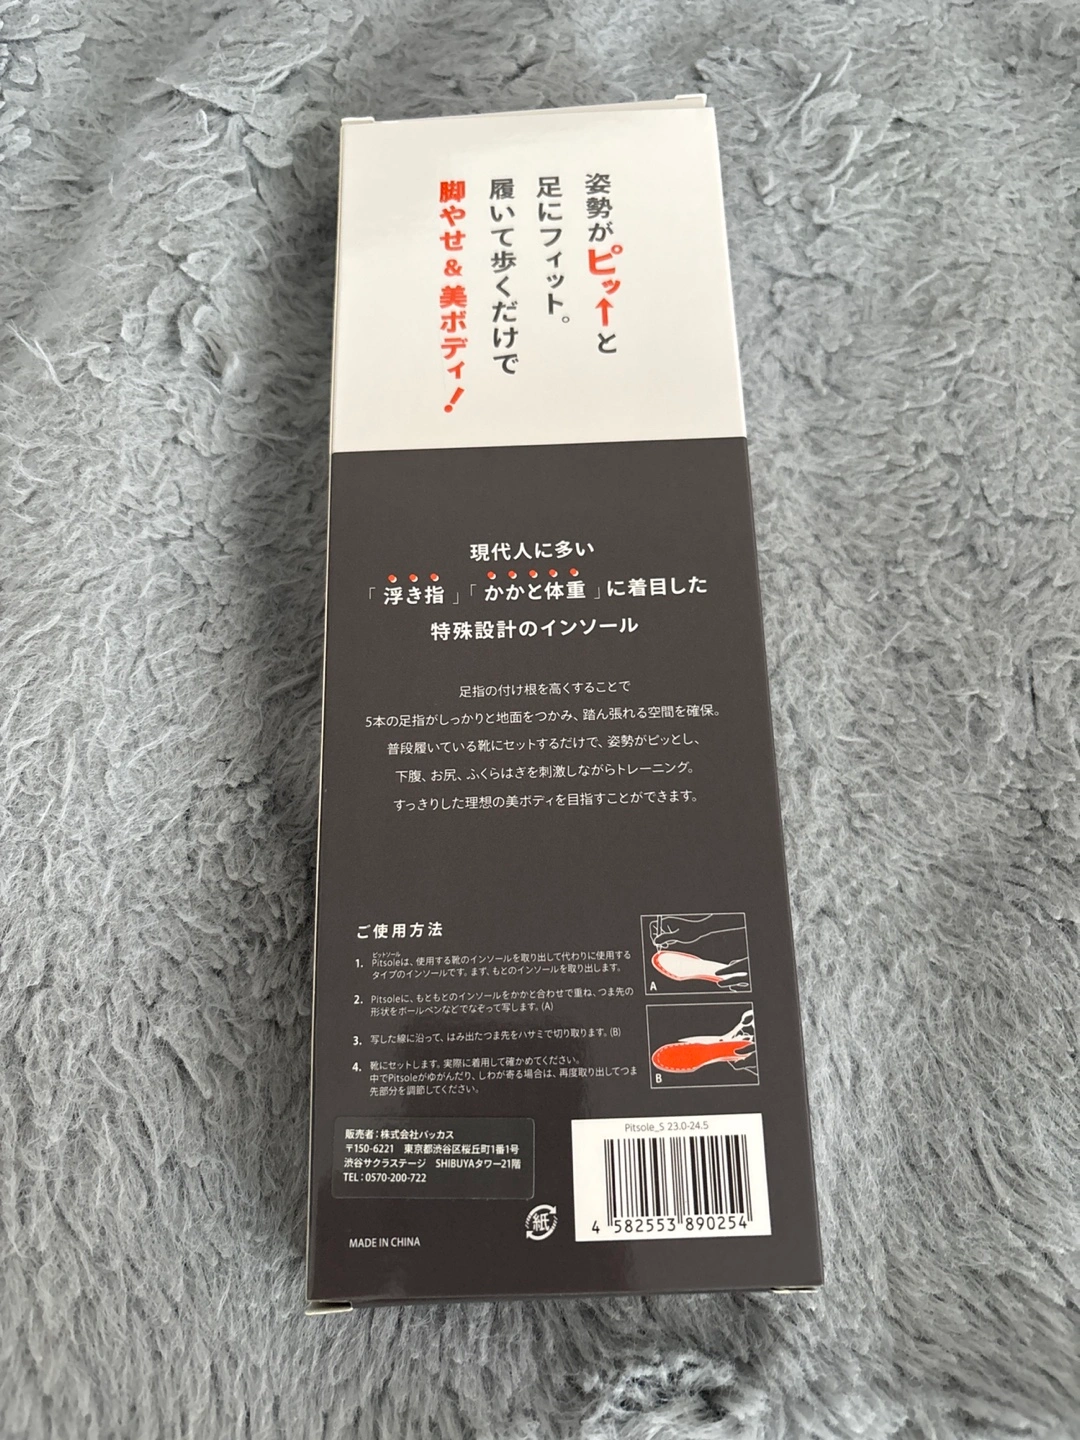 姿勢がピッ↑と
足にフィット。
履いて歩くだけで
脚やせ&美ボディ!
現代人に多い
「浮き指」「かかと体重」に着目した
特殊設計のインソール
足指の付け根を高くすることで
5本の足指がしっかりと地面をつかみ、踏ん張れる空間を確保。
普段履いている靴にセットするだけで、姿勢がピッとし、
下腹、お尻、ふくらはぎを刺激しながらトレーニング。
すっきりした理想の美ボディを目指すことができます。
ご使用方法
ピットソール
1. Pitsoleは、使用する靴のインソールを取り出して代わりに使用する
タイプのインソールです。まず、もとのインソールを取り出します。
2. Pitsoleに、もともとのインソールをかかと合わせで重ね、つま先の
形状をボールペンなどでなぞって写します。(A)
3. 写した線に沿って、はみ出たつま先をハサミで切り取ります。(B)
4. 靴にセットします。実際に着用して確かめてください。
中でPitsoleがゆがんだり、しわが寄る場合は、再度取り出してつま
先部分を調節してください。
A
B
販売者:株式会社バッカス
〒150-6221 東京都渋谷区桜丘町1番1号
渋谷サクラステージ SHIBUYAタワー21階
TEL:0570-200-722
MADE IN CHINA
紙
Pitsole_S 23.0-24.5
4 582553 890254